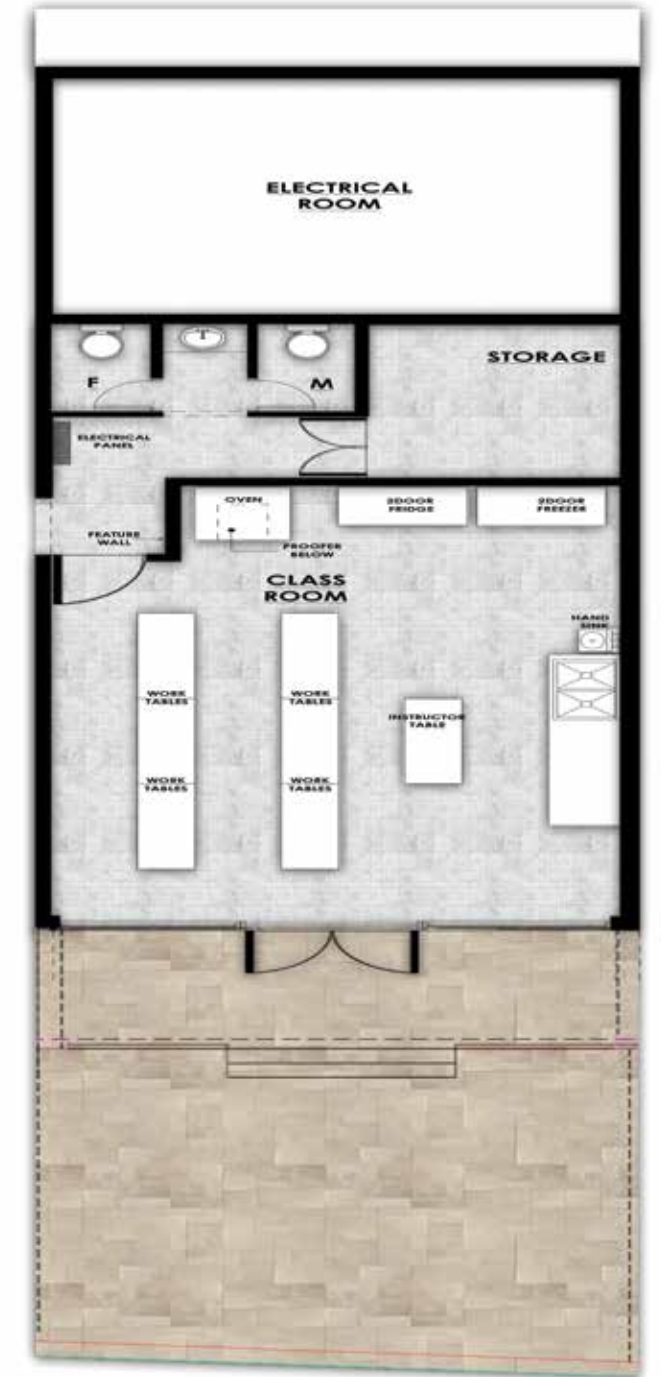 ELECTRICAL
ROOM
STORAGE
F
M
ELECTRICAL
PANEL
FEATURE
WALL
OVEN
2DOOR
FRIDGE
2DOOR
FREEZER
PROOFER
BELOW
CLASS
ROOM
HAND
SINK
WORK
TABLES
WORK
TABLES
INSTRUCTOR
TABLE
WORK
TABLES
WORK
TABLES